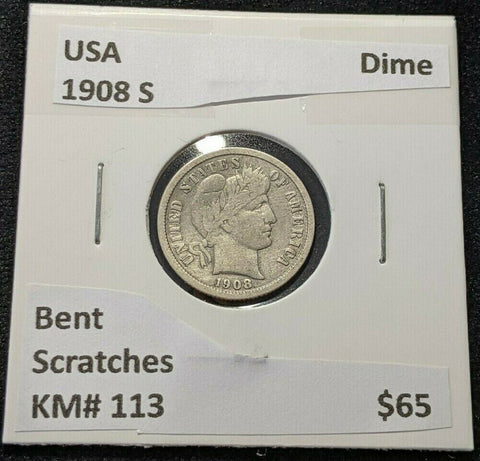 USA Dime
1908 S
UNITED STATES OF AMERICA
1908
Bent
Scratches
KM# 113 $65